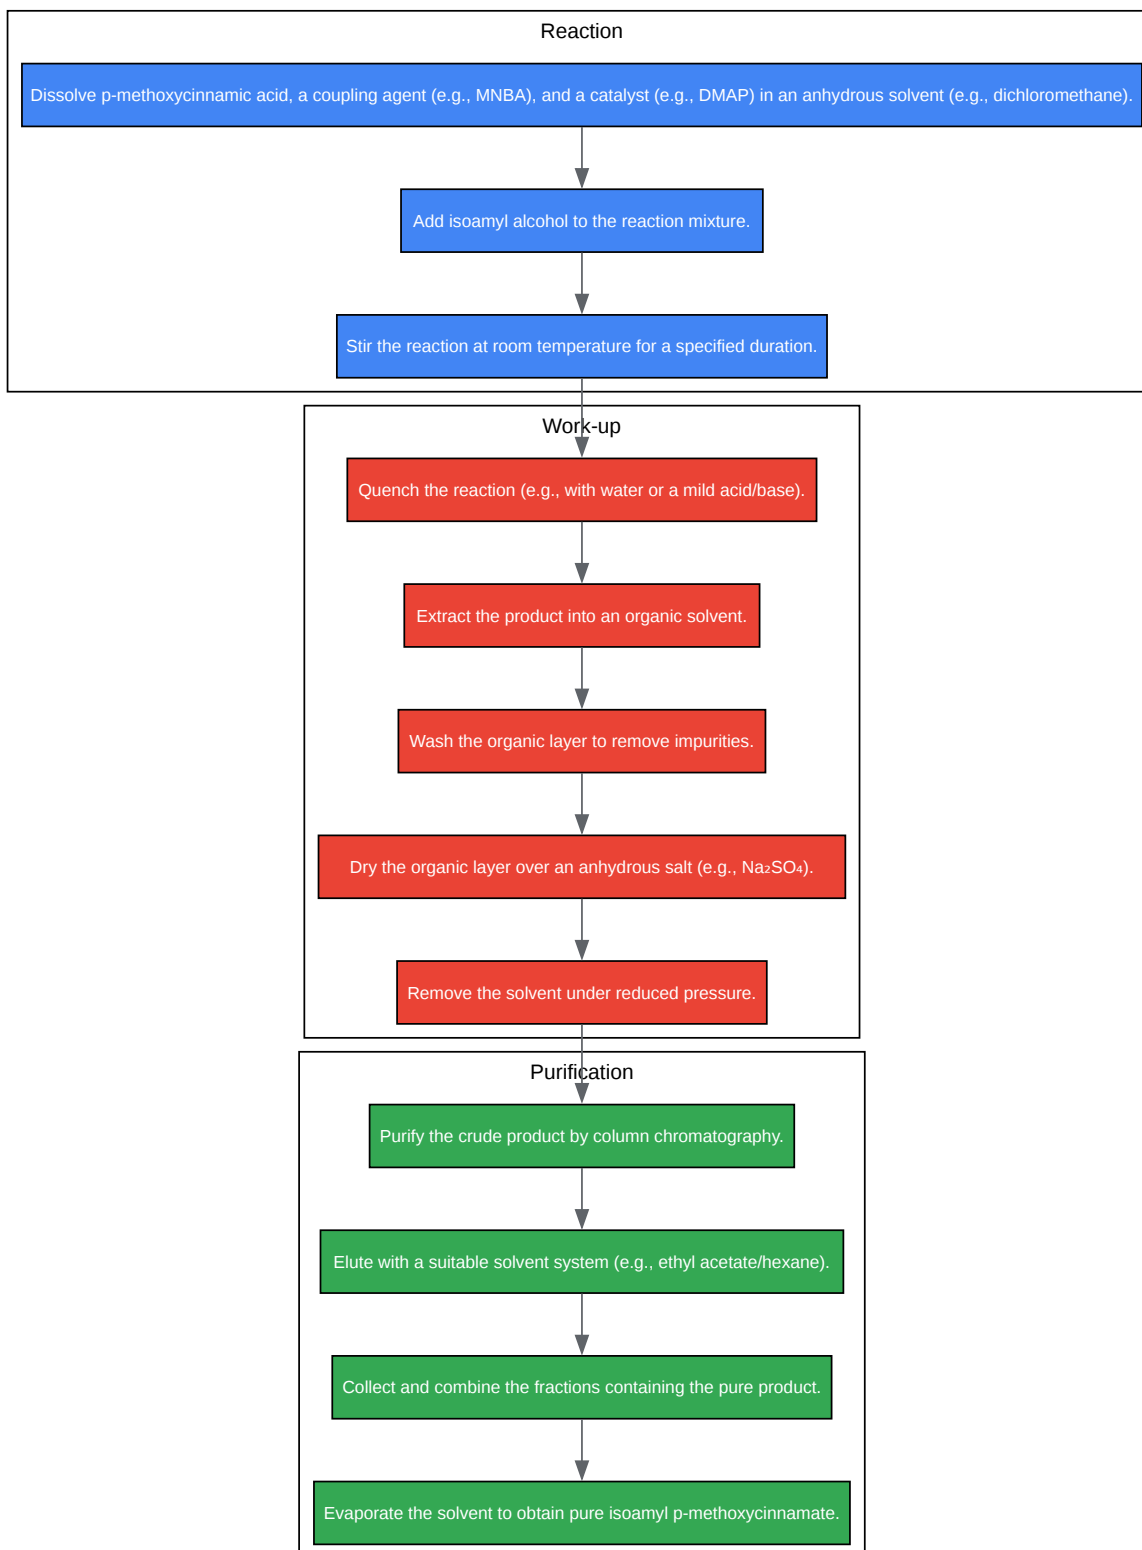 Reaction
Dissolve p-methoxycinnamic acid, a coupling agent (e.g., MNBA), and a catalyst (e.g., DMAP) in an anhydrous solvent (e.g., dichloromethane).
Add isoamyl alcohol to the reaction mixture.
Stir the reaction at room temperature for a specified duration.
Work-up
Quench the reaction (e.g., with water or a mild acid/base).
Extract the product into an organic solvent.
Wash the organic layer to remove impurities.
Dry the organic layer over an anhydrous salt (e.g., Na₂SO₄).
Remove the solvent under reduced pressure.
Purification
Purify the crude product by column chromatography.
Elute with a suitable solvent system (e.g., ethyl acetate/hexane).
Collect and combine the fractions containing the pure product.
Evaporate the solvent to obtain pure isoamyl p-methoxycinnamate.